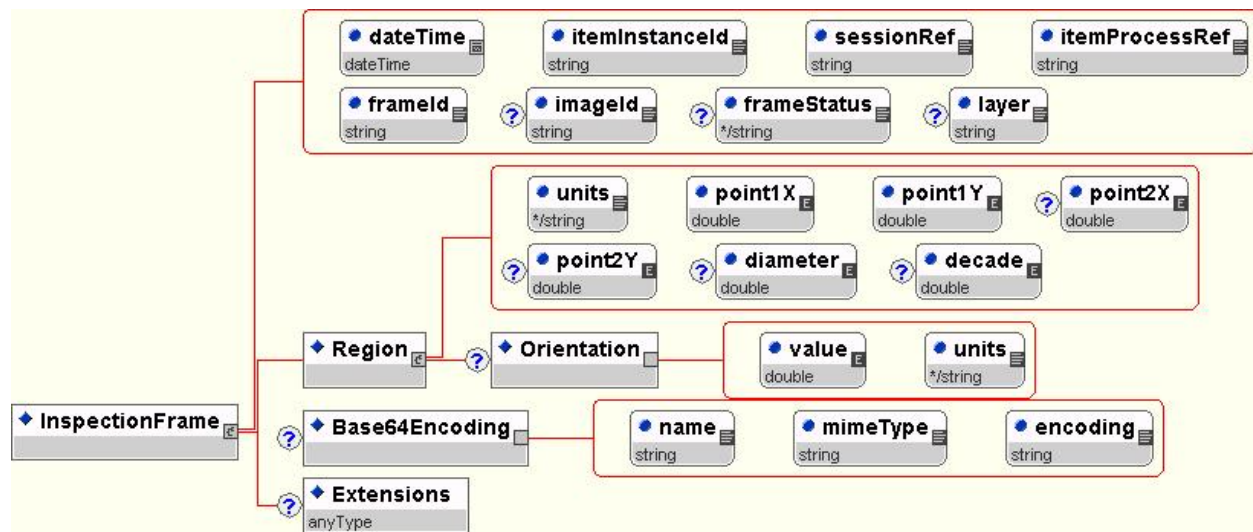 dateTime itemInstanceId sessionRef itemProcessRef
dateTime string string string
frameId ? imageId ? frameStatus ? layer
string string */string string
units point1X point1Y ? point2X
*/string double double double
? point2Y ? diameter ? decade
double double double
Region ? Orientation value units
double */string
InspectionFrame
? Base64Encoding name mimeType encoding
string string string
? Extensions
anyType